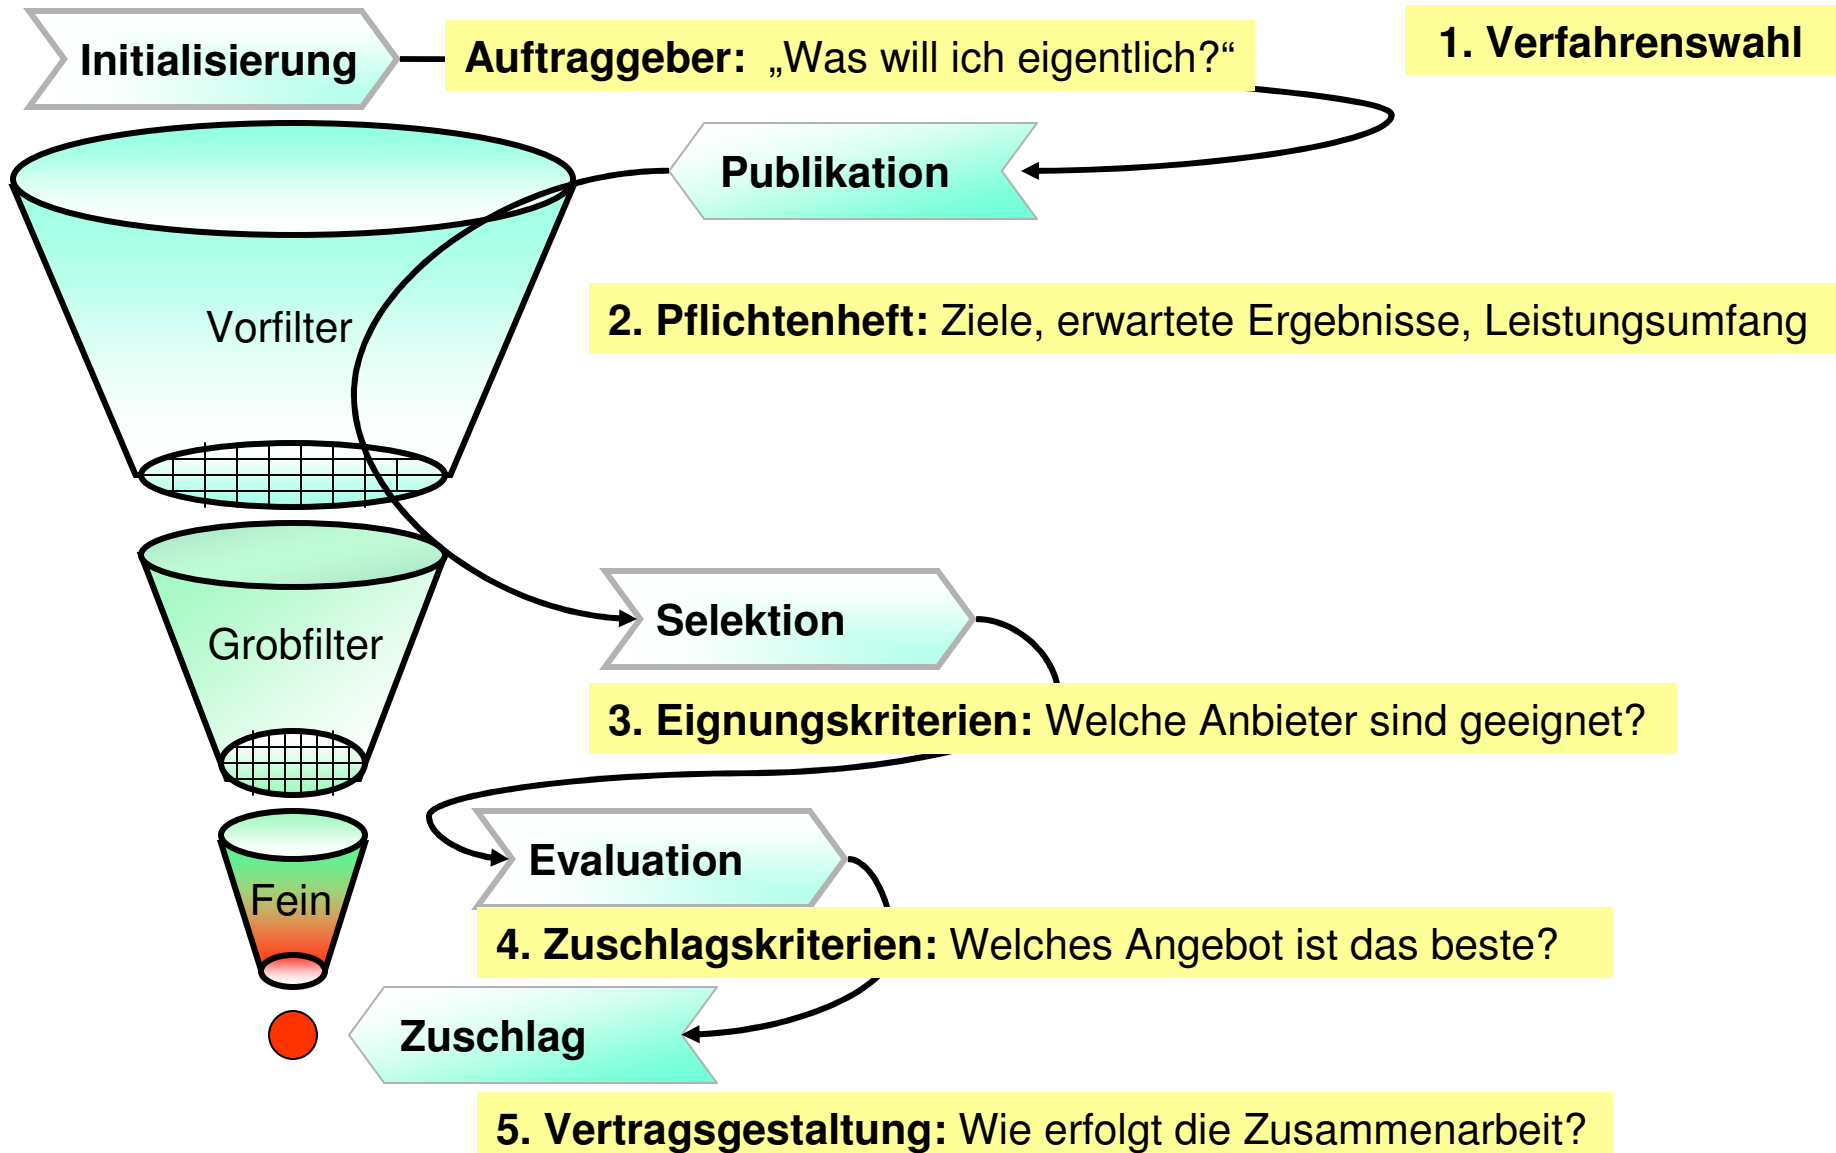 Initialisierung
Auftraggeber: „Was will ich eigentlich?“
1. Verfahrenswahl
Publikation
Vorfilter
2. Pflichtenheft: Ziele, erwartete Ergebnisse, Leistungsumfang
Selektion
Grobfilter
3. Eignungskriterien: Welche Anbieter sind geeignet?
Evaluation
Fein
4. Zuschlagskriterien: Welches Angebot ist das beste?
Zuschlag
5. Vertragsgestaltung: Wie erfolgt die Zusammenarbeit?